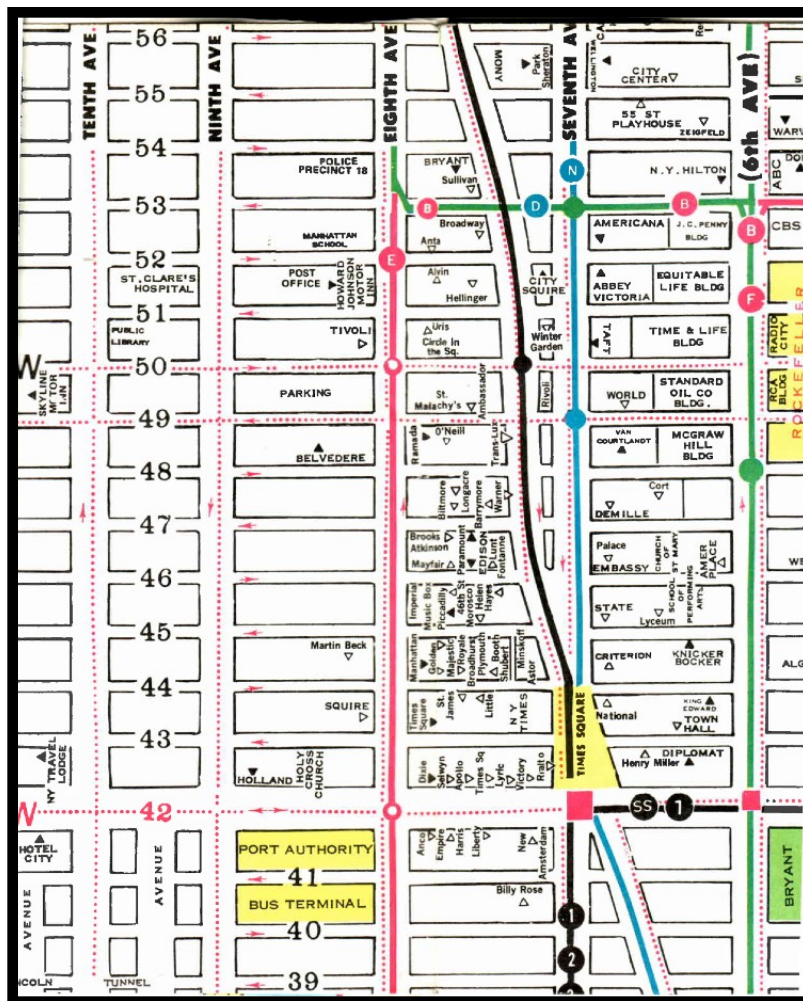 56
55
54
53
52
51
50
49
48
47
46
45
44
43
42
41
40
39
TENTH AVE
NINTH AVE
EIGHTH AVE
SEVENTH AV
(6th AVE)
MONY
Park
Sheraton
WELLINGTON
CITY
CENTER
55 ST
PLAYHOUSE
ZEIGFELD
WARW
POLICE
PRECINCT 18
BRYANT
Sullivan
N
N.Y. HILTON
ABC
B
D
B
B
MANHATTAN
SCHOOL
Broadway
Anta
AMERICANA
J.C. PENNY
BLDG
CBS
E
ST. CLARE'S
HOSPITAL
POST
OFFICE
HOWARD
JOHNSON
MOTOR
INN
Alvin
Hellinger
CITY
SQUIRE
ABBEY
VICTORIA
EQUITABLE
LIFE BLDG
F
PUBLIC
LIBRARY
TIVOLI
Uris
Circle In
the Sq.
Winter
Garden
TAFT
TIME & LIFE
BLDG
RADIO
CITY
ROCKEFELLER
W
SKYLINE
MOTOR
INN
PARKING
St.
Malachy's
Ambassador
Rivoli
WORLD
STANDARD
OIL CO
BLDG.
RCA
BLDG
BELVEDERE
Ramada
O'Neill
Trans-Lux
VAN
COURTLANDT
MCGRAW
HILL
BLDG
Biltmore
Longacre
Barrymore
Warner
Cort
DEMILLE
Brooks
Atkinson
Mayfair
Paramount
EDISON
Lunt
Fontanne
Palace
EMBASSY
CHURCH
OF
ST MARY
AMER
PLACE
Imperial
Music Box
Piccadilly
46th St
Morosco
Helen
Hayes
STATE
Lyceum
SCHOOL
OF
PERFORMING
ARTS
Martin Beck
Manhattan
Golden
Majestic
Royale
Broadhurst
Plymouth
Booth
Shubert
Minskoff
Astor
CRITERION
KNICKER
BOCKER
ALG
SQUIRE
Times
Square
St.
James
Little
NY
TIMES
TIMES SQUARE
National
KING
EDWARD
TOWN
HALL
NY TRAVEL
LODGE
HOLLAND
HOLY
CROSS
CHURCH
Dixie
Selwyn
Apollo
Times Sq
Lyric
Victory
Rialto
Henry Miller
DIPLOMAT
W
SS
1
HOTEL
CITY
PORT AUTHORITY
BUS TERMINAL
Anco
Empire
Harris
Liberty
New
Amsterdam
Billy Rose
BRYANT
AVENUE
AVENUE
1
2
NCOLN
TUNNEL